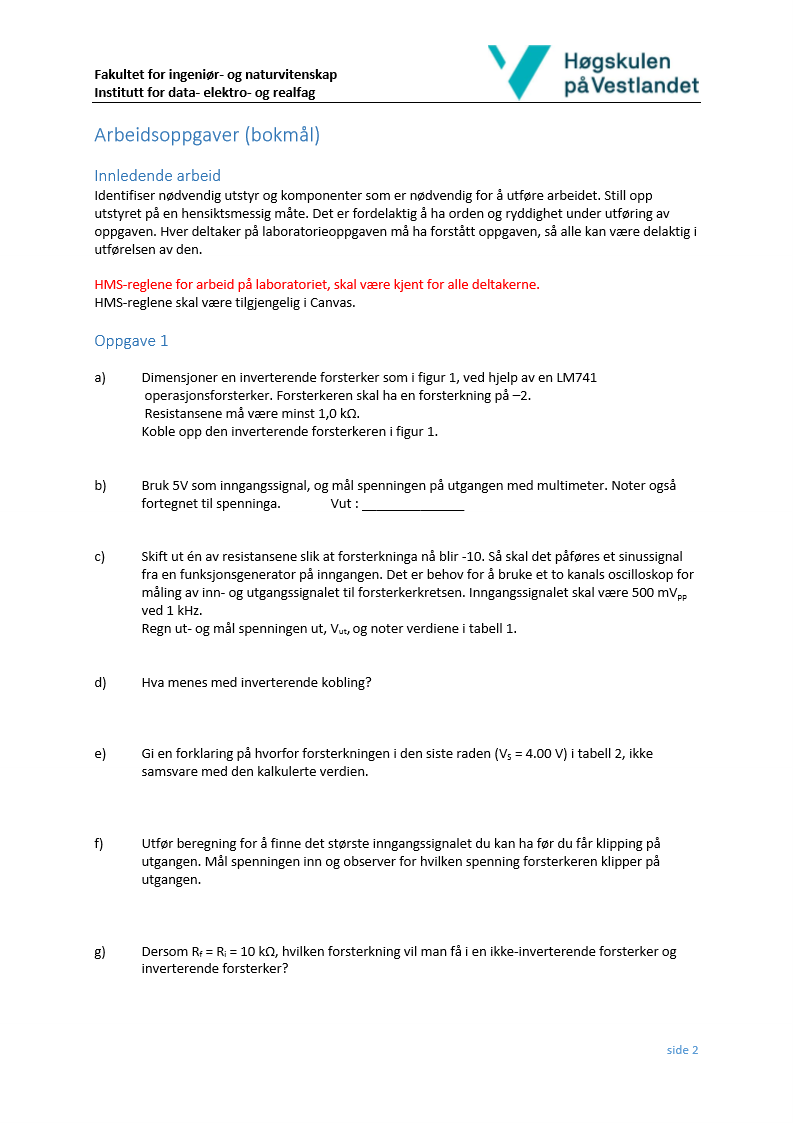 Fakultet for ingeniør- og naturvitenskap
Institutt for data- elektro- og realfag
Høgskulen
på Vestlandet
Arbeidsoppgaver (bokmål)
Innledende arbeid
Identifiser nødvendig utstyr og komponenter som er nødvendig for å utføre arbeidet. Still opp
utstyret på en hensiktsmessig måte. Det er fordelaktig å ha orden og ryddighet under utføring av
oppgaven. Hver deltaker på laboratorieoppgaven må ha forstått oppgaven, så alle kan være delaktig i
utførelsen av den.
HMS-reglene for arbeid på laboratoriet, skal være kjent for alle deltakerne.
HMS-reglene skal være tilgjengelig i Canvas.
Oppgave 1
a) Dimensjoner en inverterende forsterker som i figur 1, ved hjelp av en LM741
operasjonsforsterker. Forsterkeren skal ha en forsterkning på –2.
Resistansene må være minst 1,0 kΩ.
Koble opp den inverterende forsterkeren i figur 1.
b) Bruk 5V som inngangssignal, og mål spenningen på utgangen med multimeter. Noter også
fortegnet til spenninga. Vut : ______________
c) Skift ut én av resistansene slik at forsterkninga nå blir -10. Så skal det påføres et sinussignal
fra en funksjonsgenerator på inngangen. Det er behov for å bruke et to kanals oscilloskop for
måling av inn- og utgangssignalet til forsterkerkretsen. Inngangssignalet skal være 500 mVpp
ved 1 kHz.
Regn ut- og mål spenningen ut, Vut, og noter verdiene i tabell 1.
d) Hva menes med inverterende kobling?
e) Gi en forklaring på hvorfor forsterkningen i den siste raden (VS = 4.00 V) i tabell 2, ikke
samsvare med den kalkulerte verdien.
f) Utfør beregning for å finne det største inngangssignalet du kan ha før du får klipping på
utgangen. Mål spenningen inn og observer for hvilken spenning forsterkeren klipper på
utgangen.
g) Dersom Rf = Ri = 10 kΩ, hvilken forsterkning vil man få i en ikke-inverterende forsterker og
inverterende forsterker?
side 2